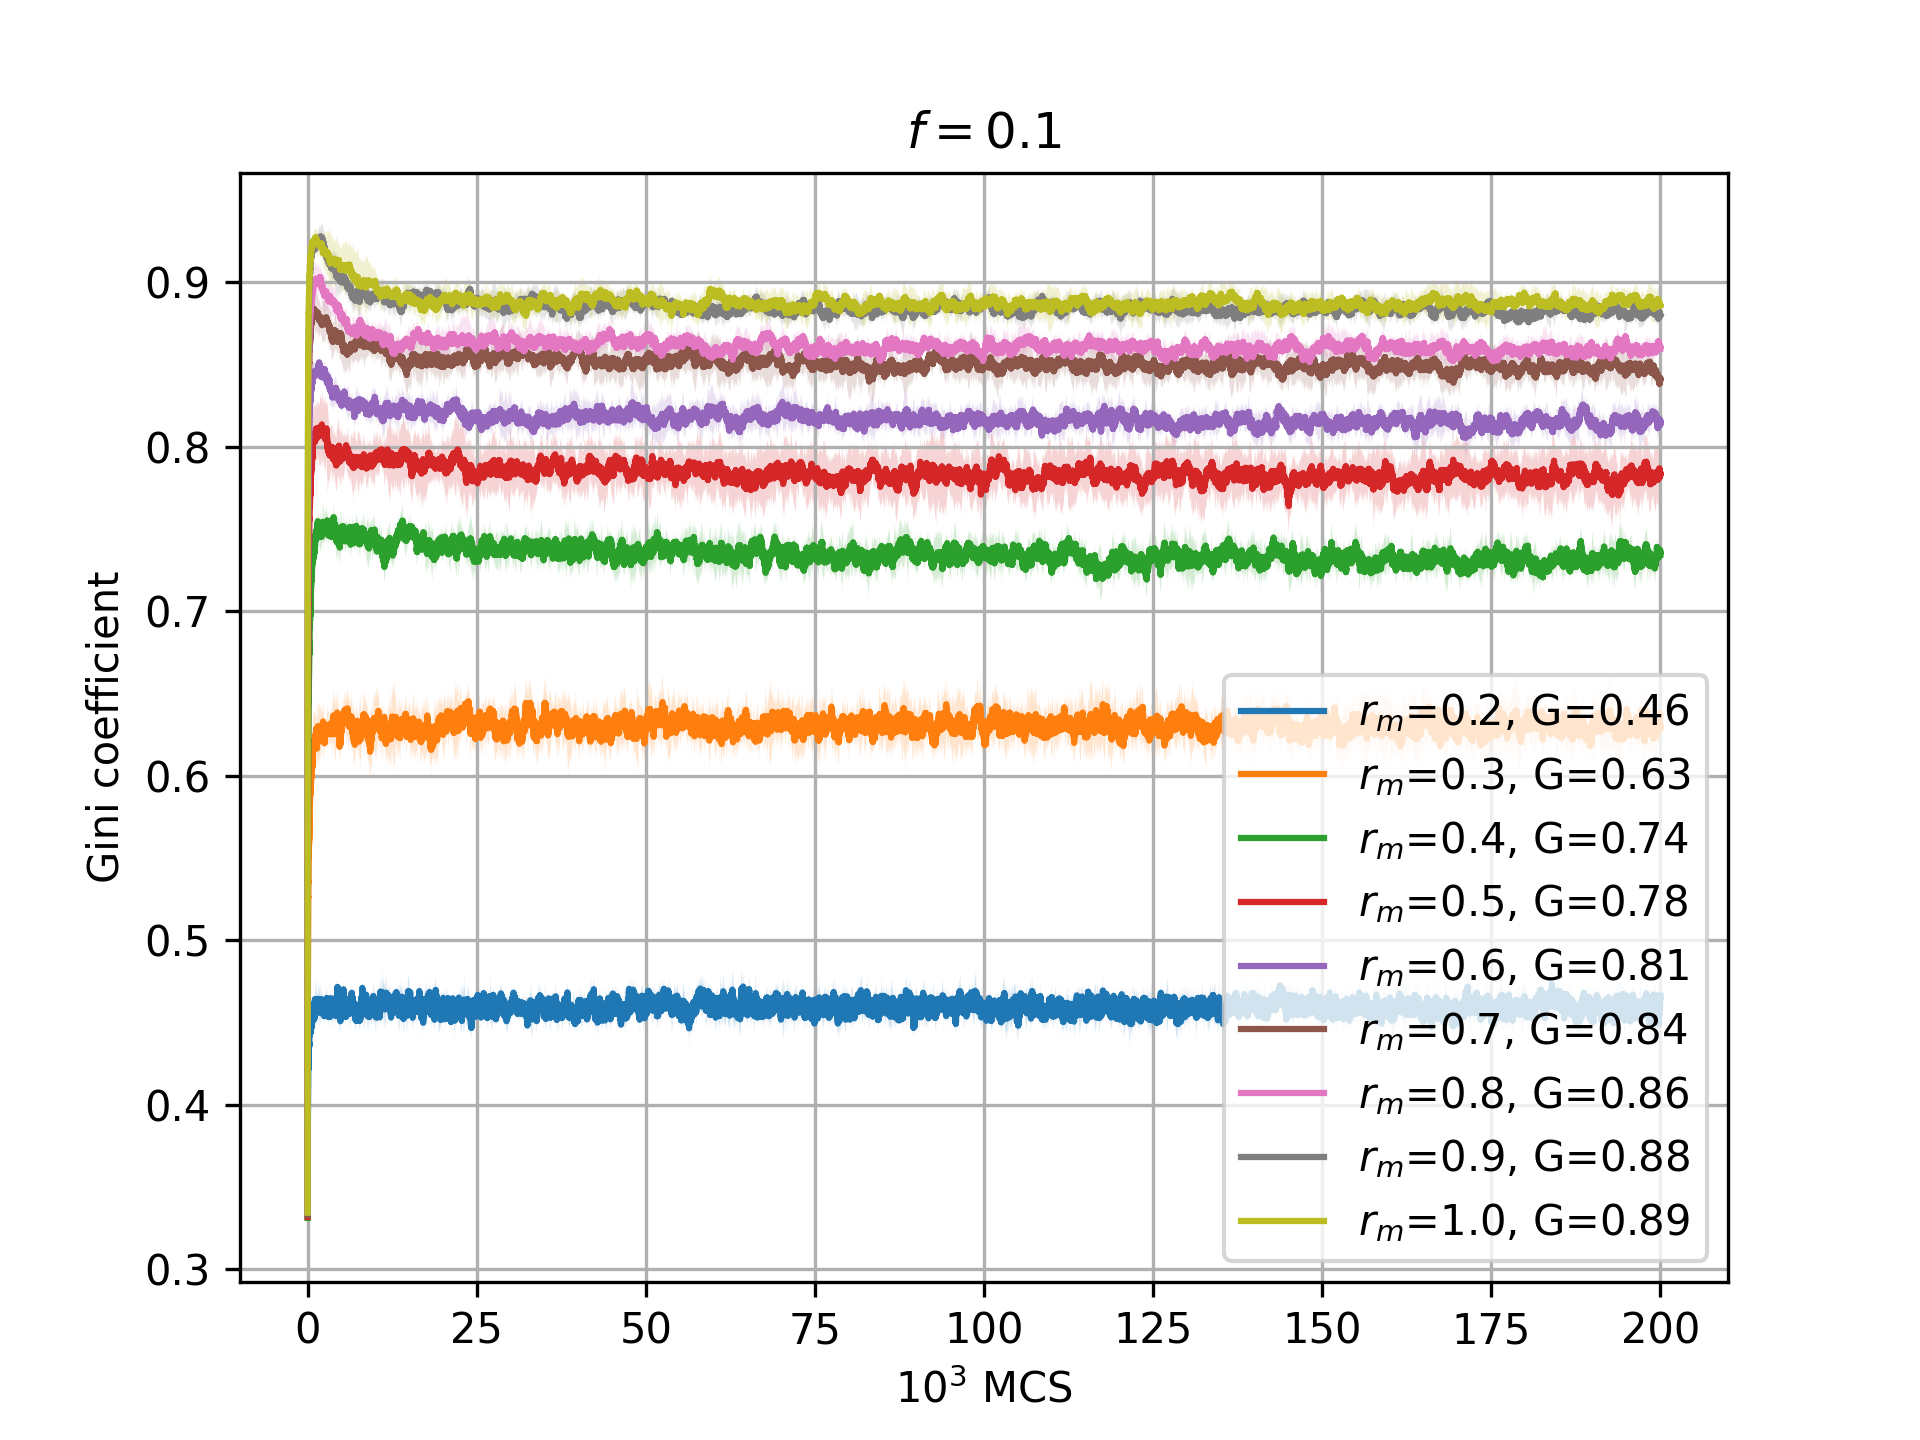 f = 0.1
Gini coefficient
0.9
0.8
0.7
0.6
0.5
0.4
0.3
r_m=0.2, G=0.46
r_m=0.3, G=0.63
r_m=0.4, G=0.74
r_m=0.5, G=0.78
r_m=0.6, G=0.81
r_m=0.7, G=0.84
r_m=0.8, G=0.86
r_m=0.9, G=0.88
r_m=1.0, G=0.89
0 25 50 75 100 125 150 175 200
10³ MCS